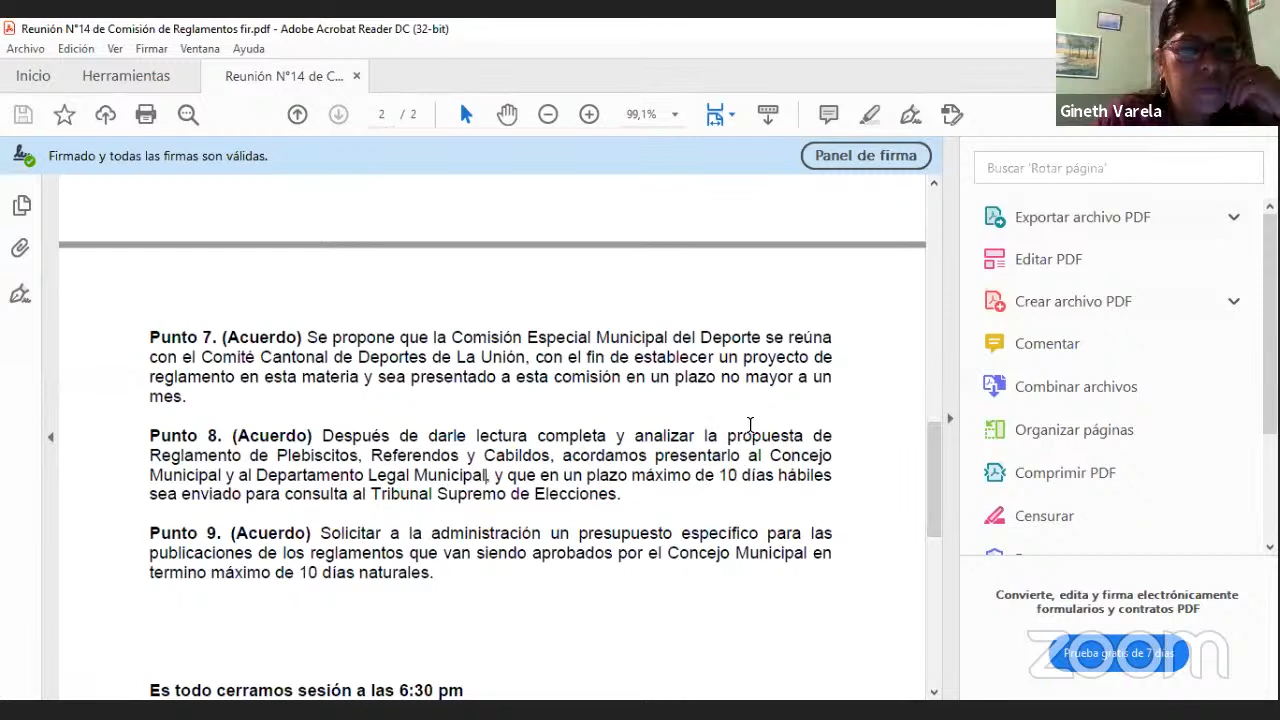 Reunión N°14 de Comisión de Reglamentos fir.pdf - Adobe Acrobat Reader DC (32-bit)
Archivo Edición Ver Firmar Ventana Ayuda
Inicio Herramientas Reunión N°14 de C... ×
2 / 2 99,1%
Gineth Varela
Firmado y todas las firmas son válidas.
Panel de firma
Buscar 'Rotar página'
Exportar archivo PDF
Editar PDF
Crear archivo PDF
Comentar
Combinar archivos
Organizar páginas
Comprimir PDF
Censurar
Convierte, edita y firma electrónicamente
formularios y contratos PDF
Prueba gratis de 7 días
zoom
Punto 7. (Acuerdo) Se propone que la Comisión Especial Municipal del Deporte se reúna
con el Comité Cantonal de Deportes de La Unión, con el fin de establecer un proyecto de
reglamento en esta materia y sea presentado a esta comisión en un plazo no mayor a un
mes.
Punto 8. (Acuerdo) Después de darle lectura completa y analizar la propuesta de
Reglamento de Plebiscitos, Referendos y Cabildos, acordamos presentarlo al Concejo
Municipal y al Departamento Legal Municipal, y que en un plazo máximo de 10 días hábiles
sea enviado para consulta al Tribunal Supremo de Elecciones.
Punto 9. (Acuerdo) Solicitar a la administración un presupuesto específico para las
publicaciones de los reglamentos que van siendo aprobados por el Concejo Municipal en
termino máximo de 10 días naturales.
Es todo cerramos sesión a las 6:30 pm